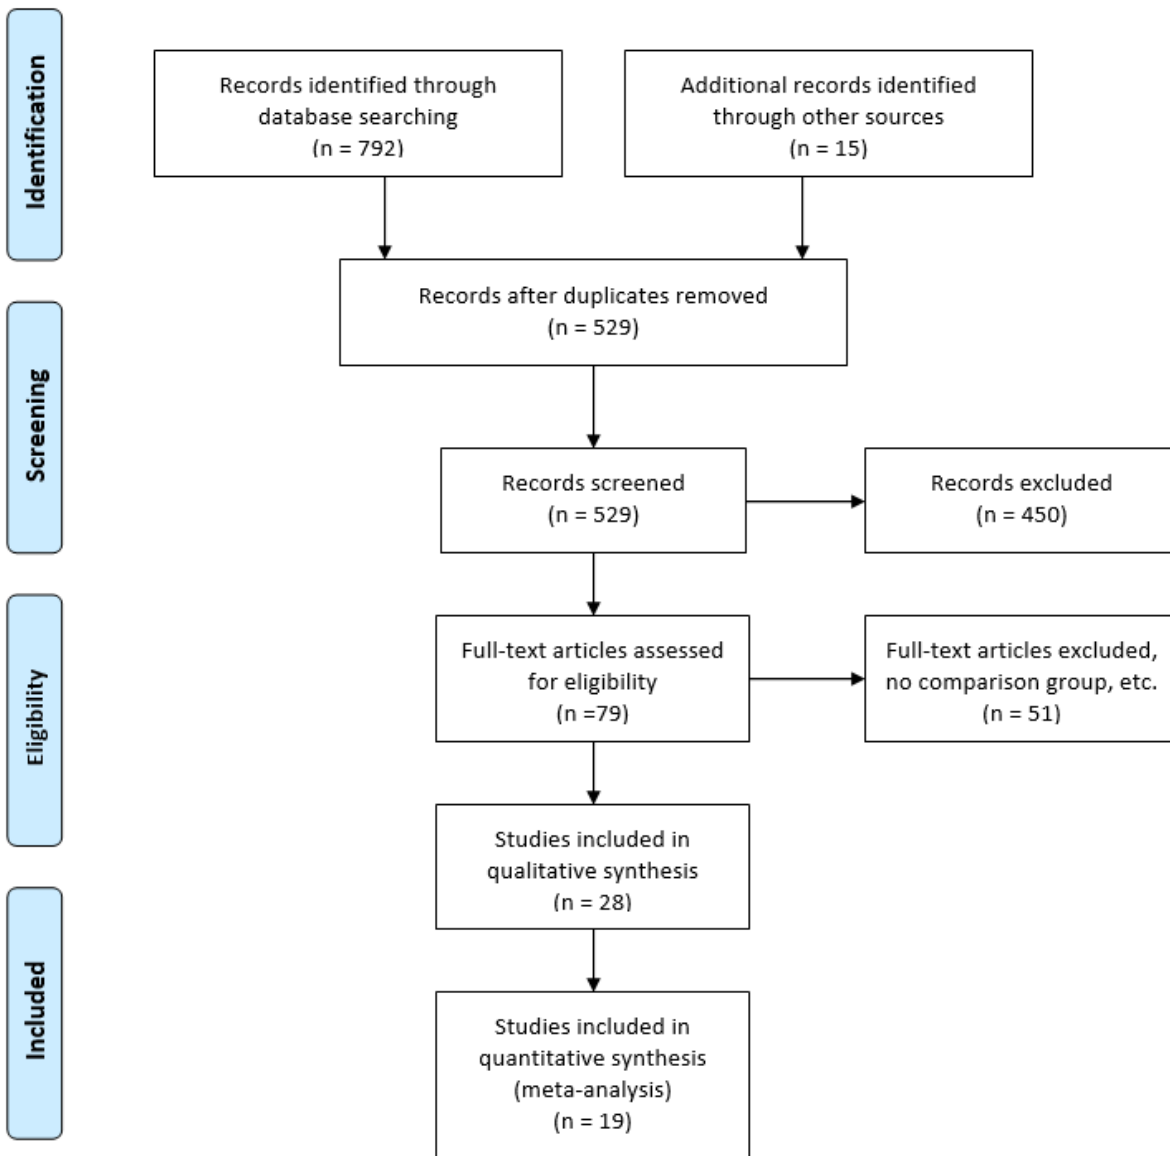 Identification
Records identified through
database searching
(n = 792)
Additional records identified
through other sources
(n = 15)
Records after duplicates removed
(n = 529)
Screening
Records screened
(n = 529)
Records excluded
(n = 450)
Eligibility
Full-text articles assessed
for eligibility
(n =79)
Full-text articles excluded,
no comparison group, etc.
(n = 51)
Studies included in
qualitative synthesis
(n = 28)
Included
Studies included in
quantitative synthesis
(meta-analysis)
(n = 19)